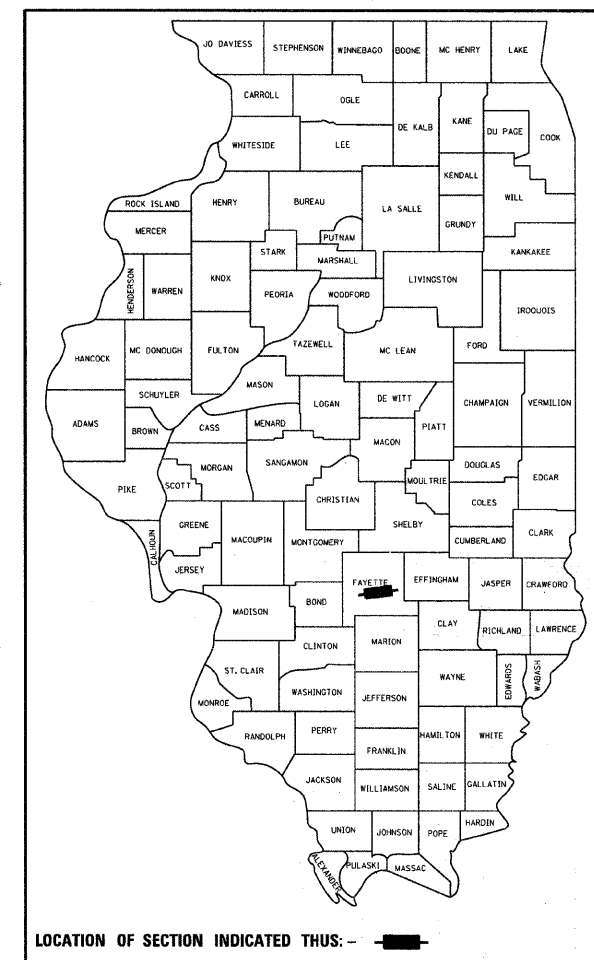 JO DAVIESS STEPHENSON WINNEBAGO BOONE MC HENRY LAKE
CARROLL OGLE DE KALB KANE DU PAGE COOK
WHITESIDE LEE
KENDALL WILL
ROCK ISLAND HENRY BUREAU LA SALLE GRUNDY
MERCER PUTNAM
STARK MARSHALL KANKAKEE
HENDERSON WARREN KNOX PEORIA WOODFORD LIVINGSTON IROQUOIS
HANCOCK MC DONOUGH FULTON TAZEWELL MC LEAN FORD
MASON
SCHUYLER LOGAN DE WITT CHAMPAIGN VERMILION
ADAMS BROWN CASS MENARD MACON PIATT
SANGAMON DOUGLAS
PIKE SCOTT MORGAN CHRISTIAN MOULTRIE COLES EDGAR
GREENE MACOUPIN MONTGOMERY SHELBY CUMBERLAND CLARK
CALHOUN JERSEY
FAYETTE EFFINGHAM JASPER CRAWFORD
MADISON BOND
CLAY RICHLAND LAWRENCE
CLINTON MARION
ST. CLAIR WAYNE EDWARDS WABASH
WASHINGTON JEFFERSON
MONROE
RANDOLPH PERRY HAMILTON WHITE
FRANKLIN
JACKSON WILLIAMSON SALINE GALLATIN
UNION JOHNSON POPE HARDIN
ALEXANDER PULASKI MASSAC
LOCATION OF SECTION INDICATED THUS: -